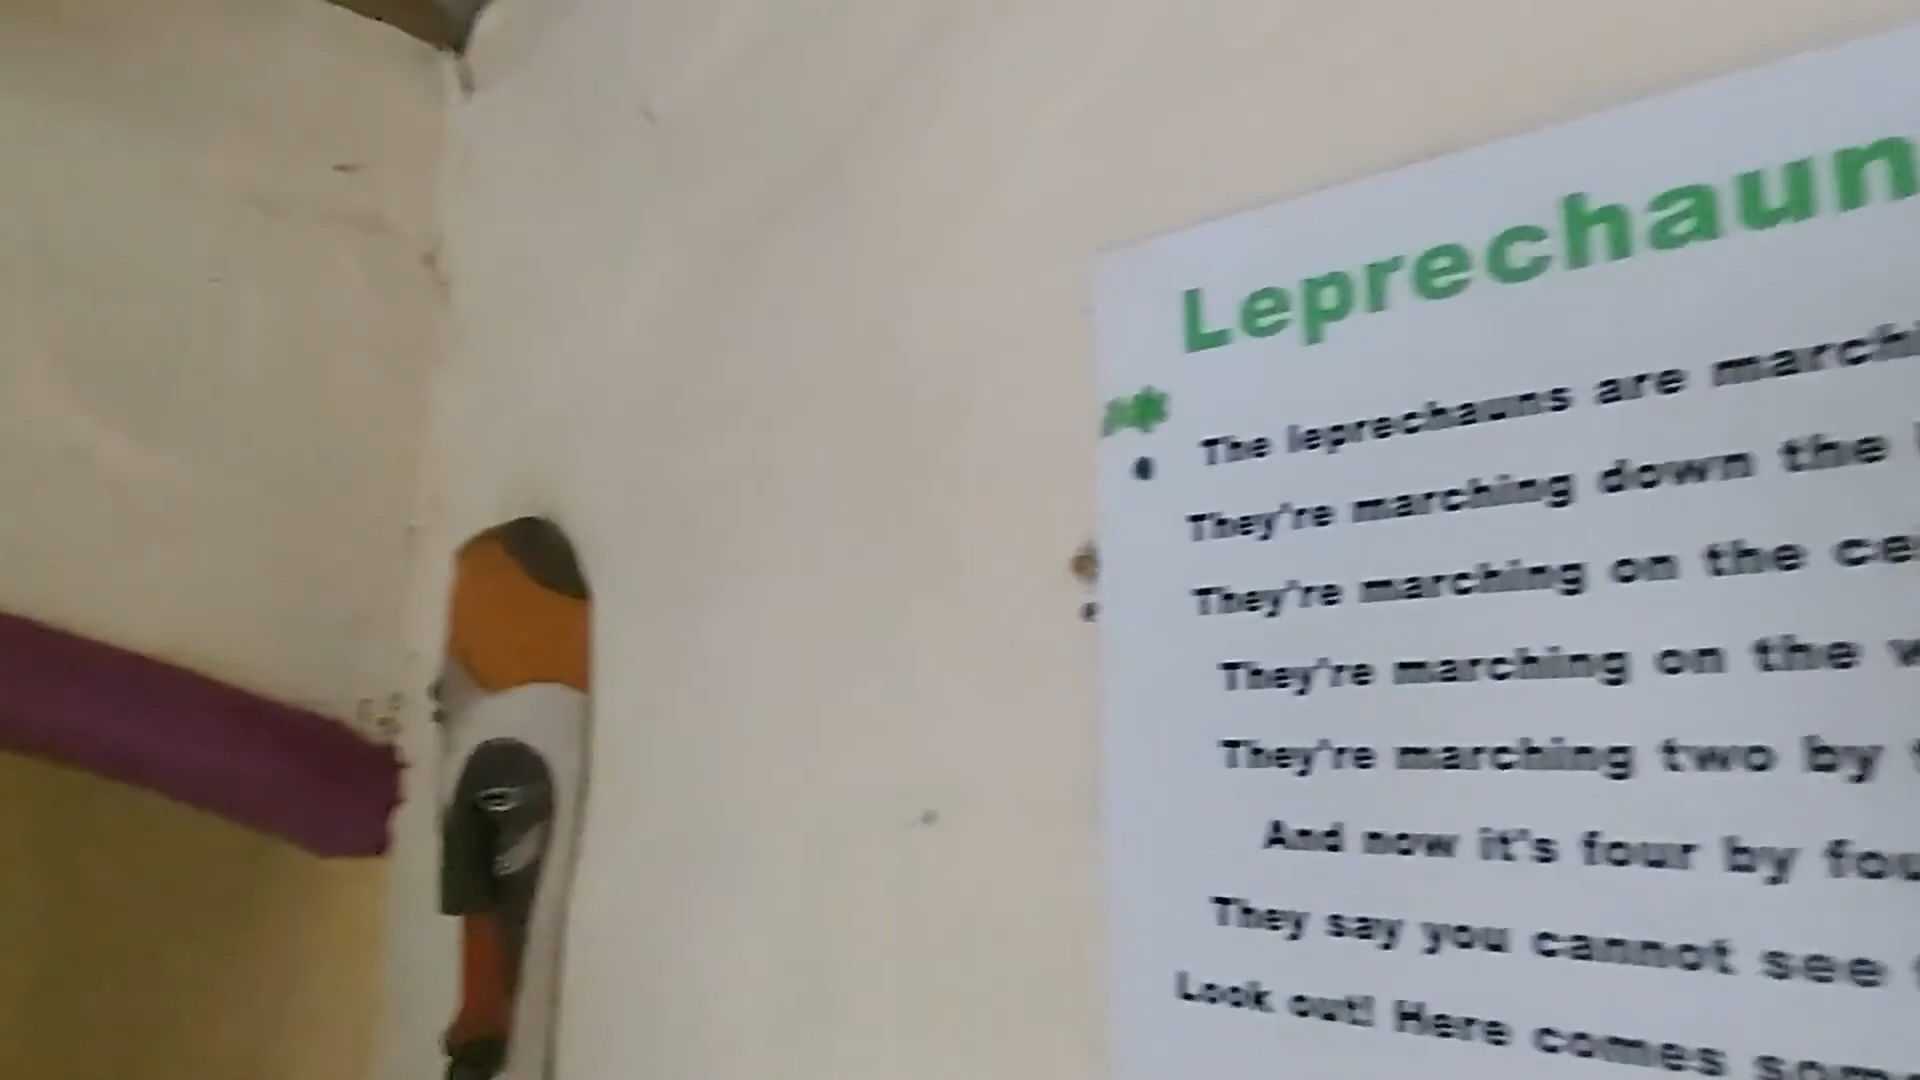 Leprechaun
The leprechauns are marchi
They're marching down the
They're marching on the cei
They're marching on the w
They're marching two by
And now it's four by fou
They say you cannot see
Look out! Here comes some